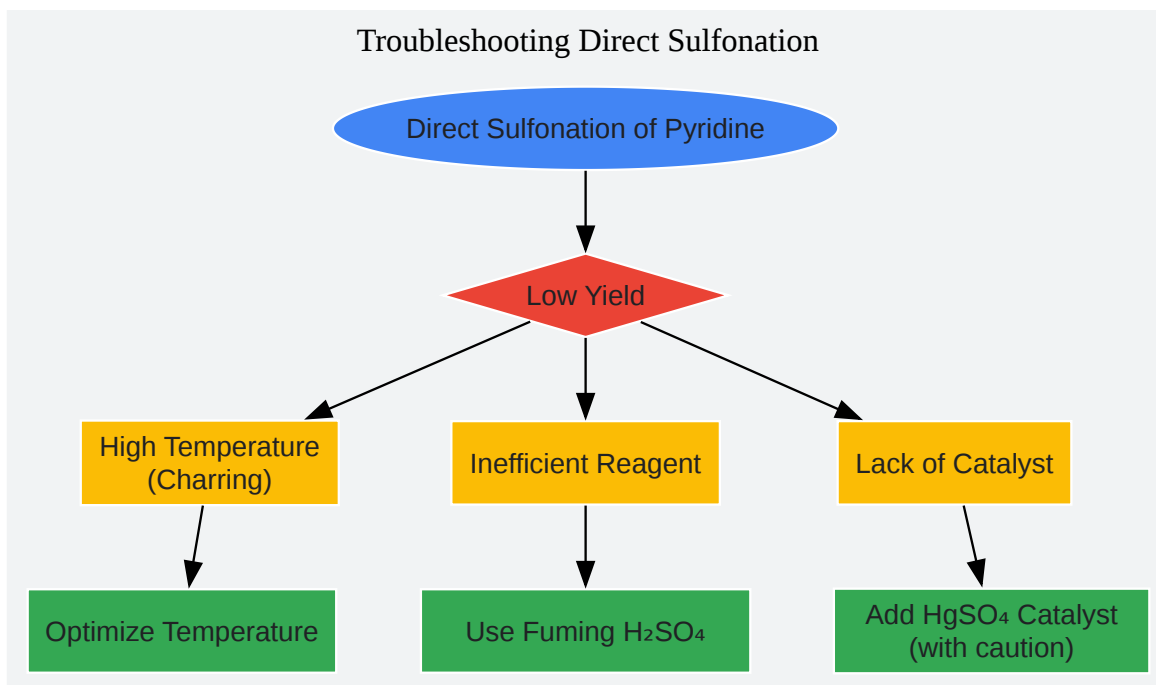 Troubleshooting Direct Sulfonation
Direct Sulfonation of Pyridine
Low Yield
High Temperature
(Charring)
Inefficient Reagent
Lack of Catalyst
Optimize Temperature
Use Fuming H₂SO₄
Add HgSO₄ Catalyst
(with caution)